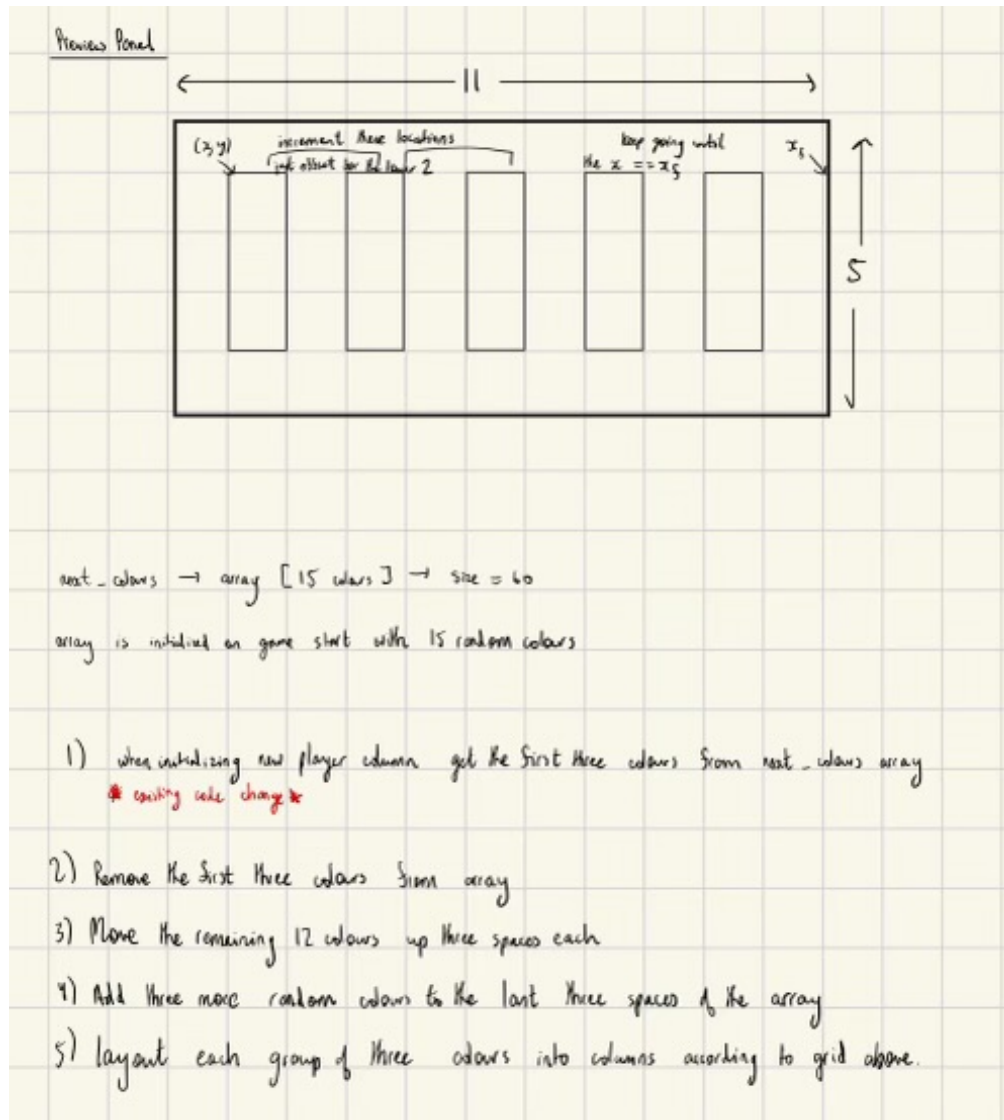 Preview Panel
11
(x,y) increment these locations keep going until xf
just offset for the lower 2 the x == xf
5
next_colours → array [15 colours] → size = 60
array is initialized on game start with 15 random colours
1) when initializing new player column get the first three colours from next_colours array
* existing code change *
2) Remove the first three colours from array
3) Move the remaining 12 colours up three spaces each
4) Add three more random colours to the last three spaces of the array
5) layout each group of three colours into columns according to grid above.